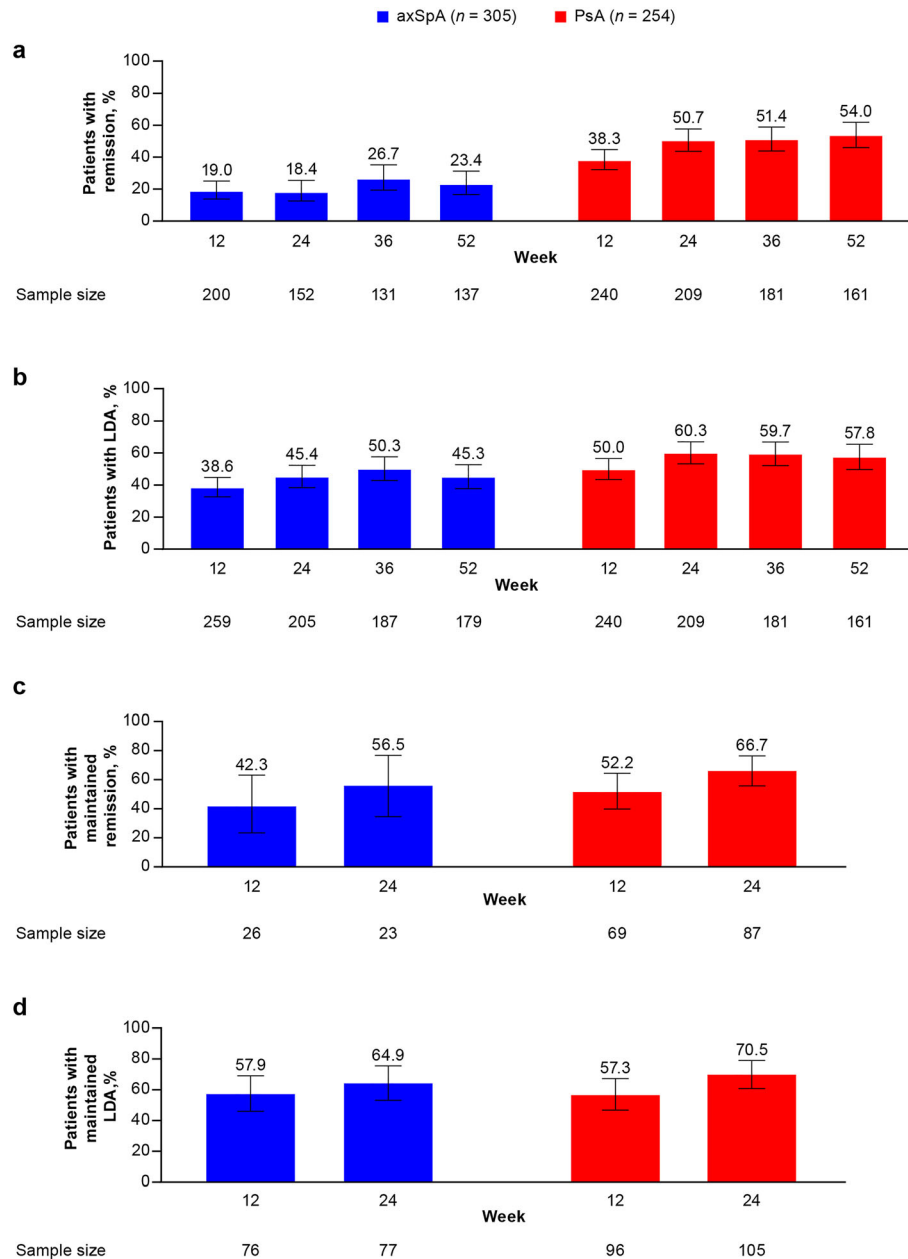 axSpA (n = 305) PsA (n = 254)
a
Patients with
remission, %
100
80
60
40
20
0
19.0 18.4 26.7 23.4 38.3 50.7 51.4 54.0
12 24 36 52 12 24 36 52
Week
Sample size 200 152 131 137 240 209 181 161
b
Patients with LDA, %
100
80
60
40
20
0
38.6 45.4 50.3 45.3 50.0 60.3 59.7 57.8
12 24 36 52 12 24 36 52
Week
Sample size 259 205 187 179 240 209 181 161
c
Patients with
maintained
remission, %
100
80
60
40
20
0
42.3 56.5 52.2 66.7
12 24 12 24
Week
Sample size 26 23 69 87
d
Patients with
maintained
LDA,%
100
80
60
40
20
0
57.9 64.9 57.3 70.5
12 24 12 24
Week
Sample size 76 77 96 105